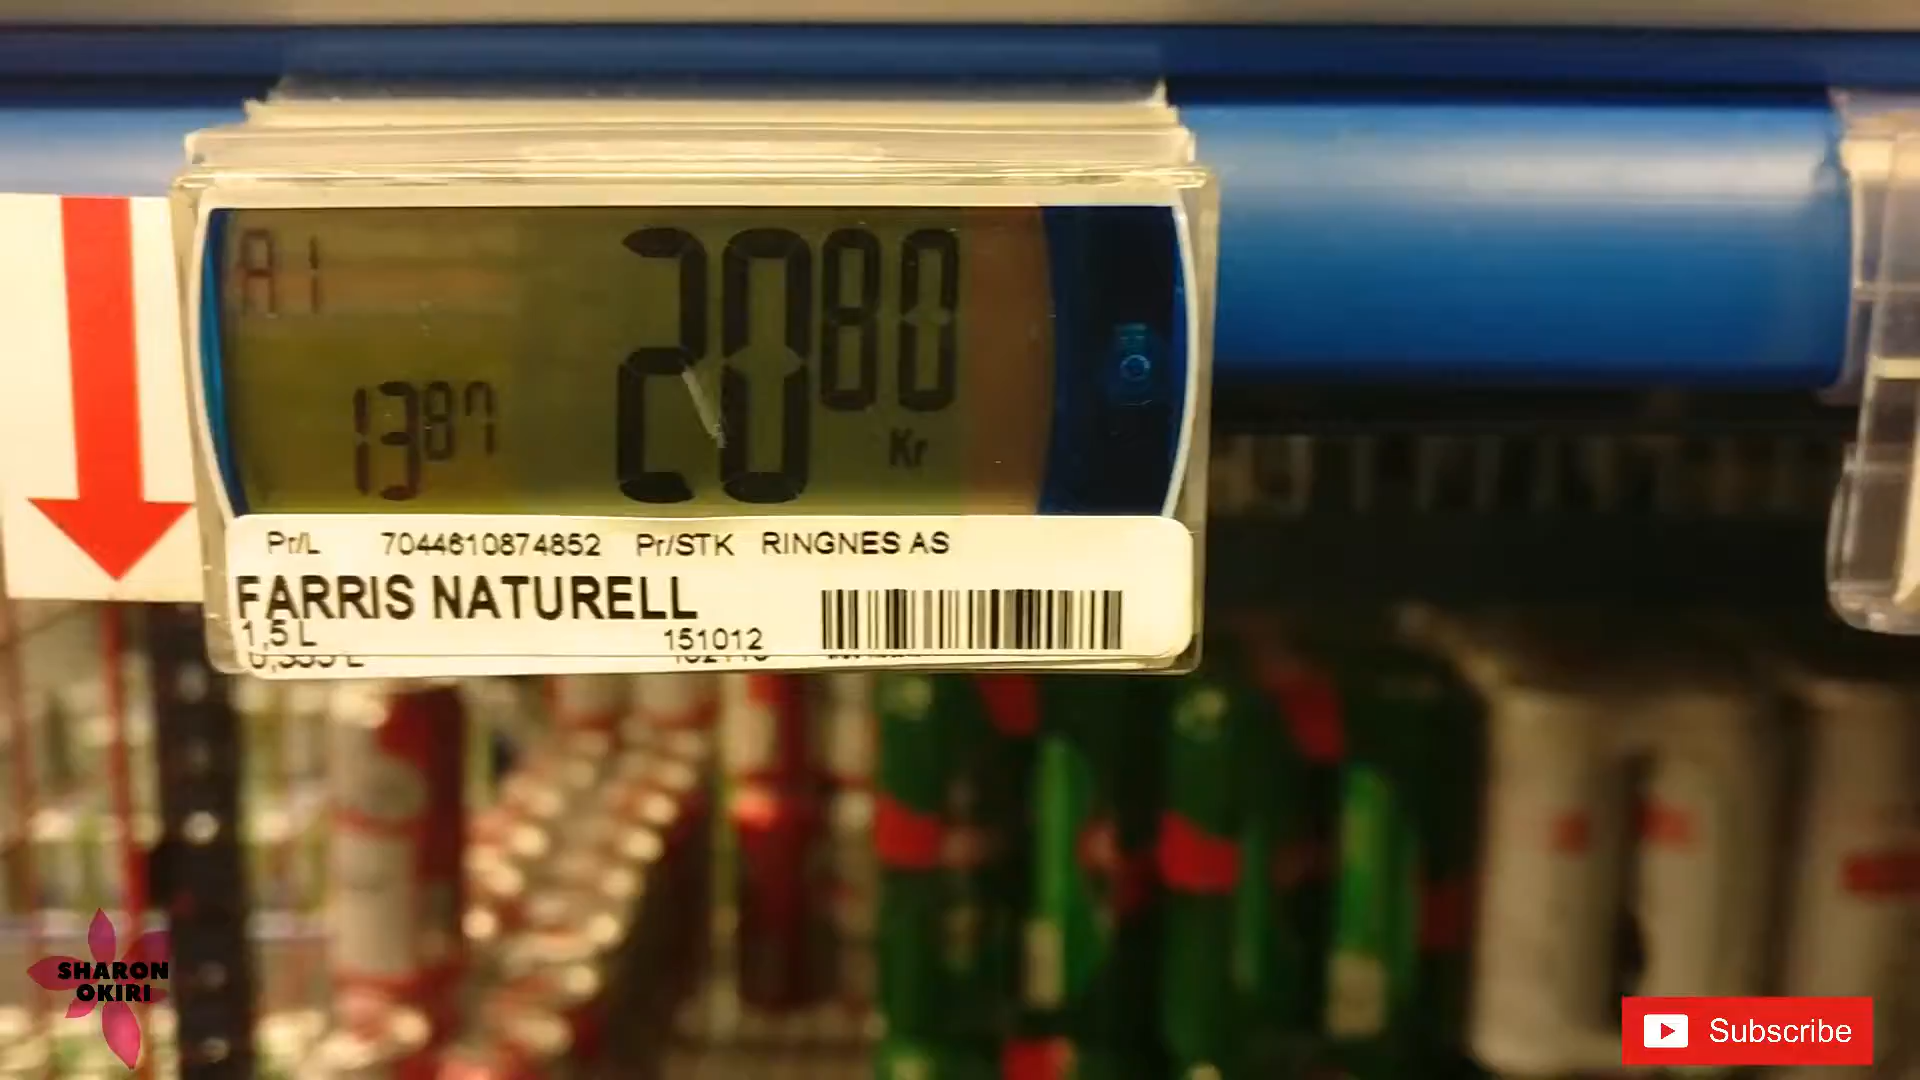 A1
20 80
13 87
Kr
Pr/L 7044610874852 Pr/STK RINGNES AS
FARRIS NATURELL
1,5 L 151012
SHARON
OKIRI
Subscribe